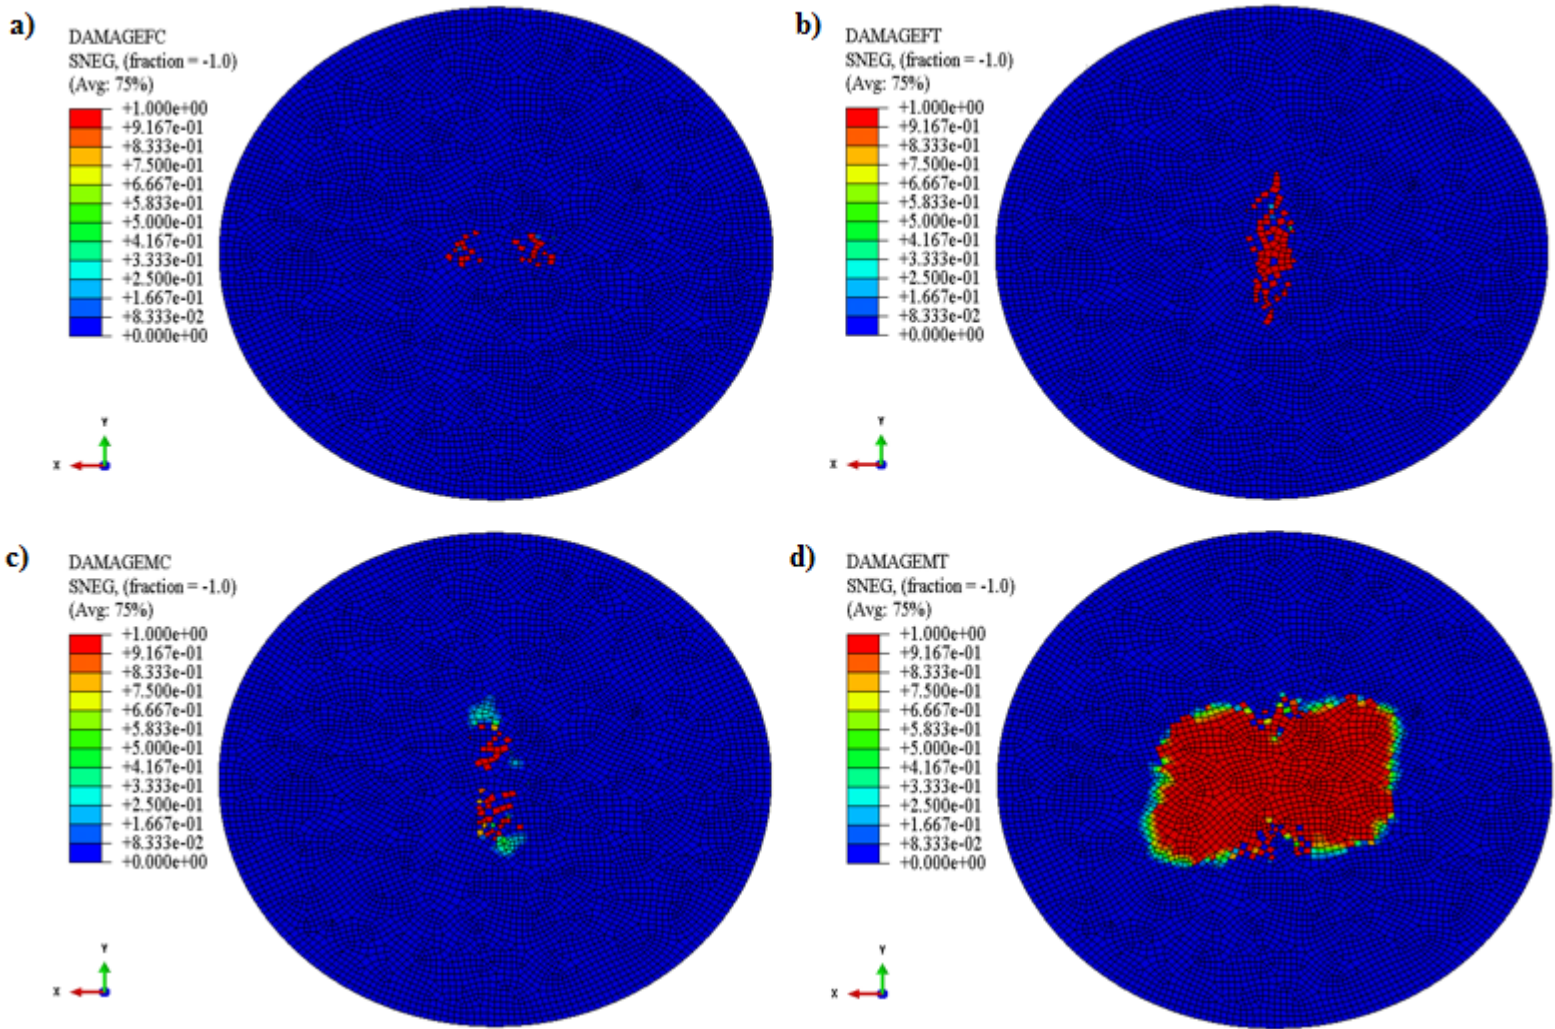 a)
DAMAGEFC
SNEG, (fraction = -1.0)
(Avg: 75%)
+1.000e+00
+9.167e-01
+8.333e-01
+7.500e-01
+6.667e-01
+5.833e-01
+5.000e-01
+4.167e-01
+3.333e-01
+2.500e-01
+1.667e-01
+8.333e-02
+0.000e+00
Y
X
b)
DAMAGEFT
SNEG, (fraction = -1.0)
(Avg: 75%)
+1.000e+00
+9.167e-01
+8.333e-01
+7.500e-01
+6.667e-01
+5.833e-01
+5.000e-01
+4.167e-01
+3.333e-01
+2.500e-01
+1.667e-01
+8.333e-02
+0.000e+00
Y
X
c)
DAMAGEMC
SNEG, (fraction = -1.0)
(Avg: 75%)
+1.000e+00
+9.167e-01
+8.333e-01
+7.500e-01
+6.667e-01
+5.833e-01
+5.000e-01
+4.167e-01
+3.333e-01
+2.500e-01
+1.667e-01
+8.333e-02
+0.000e+00
Y
X
d)
DAMAGEMT
SNEG, (fraction = -1.0)
(Avg: 75%)
+1.000e+00
+9.167e-01
+8.333e-01
+7.500e-01
+6.667e-01
+5.833e-01
+5.000e-01
+4.167e-01
+3.333e-01
+2.500e-01
+1.667e-01
+8.333e-02
+0.000e+00
Y
X